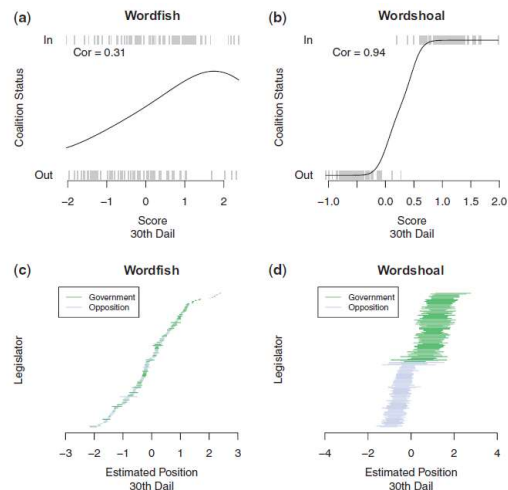 (a)
Wordfish
In
Cor = 0.31
Coalition Status
Out
−2 −1 0 1 2
Score
30th Dail
(b)
Wordshoal
In
Cor = 0.94
Coalition Status
Out
−1.0 0.0 0.5 1.0 1.5 2.0
Score
30th Dail
(c)
Wordfish
Government
Opposition
Legislator
−3 −2 −1 0 1 2 3
Estimated Position
30th Dail
(d)
Wordshoal
Government
Opposition
Legislator
−4 −2 0 2 4
Estimated Position
30th Dail